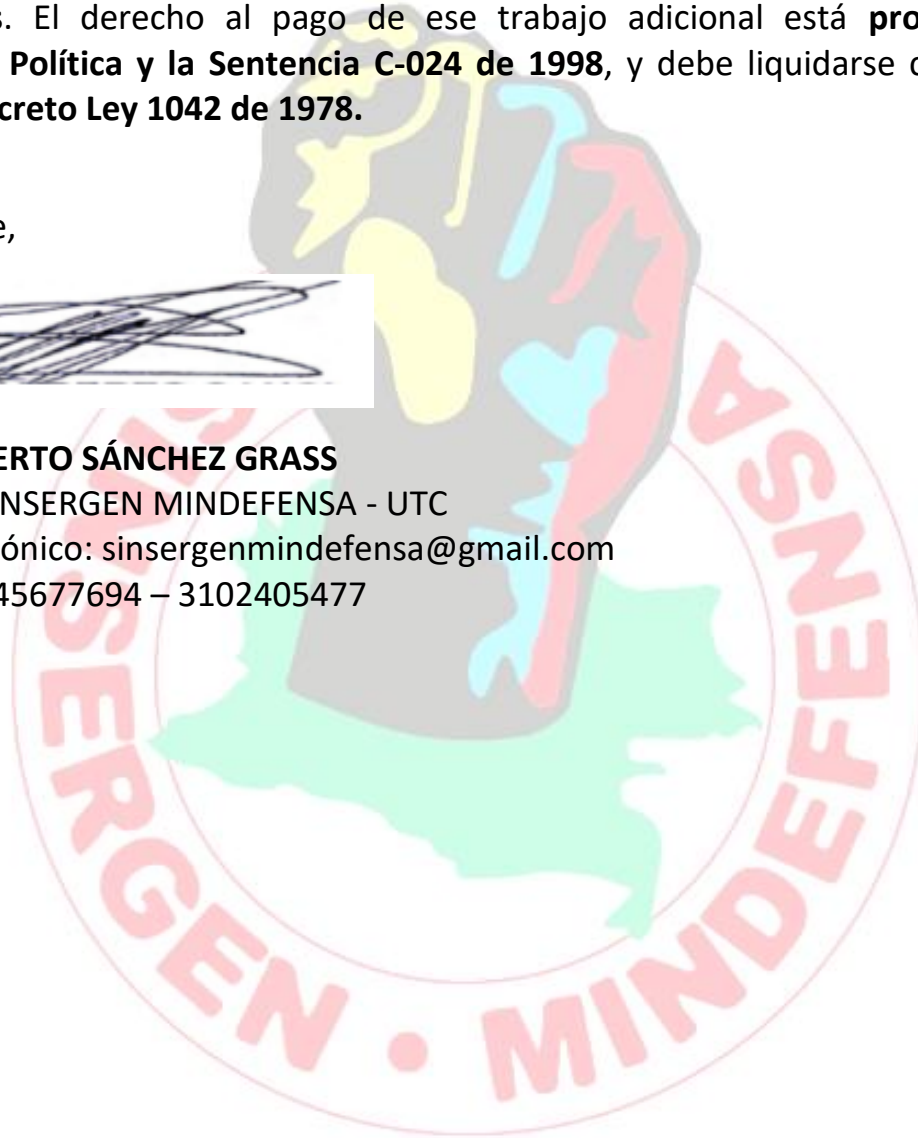 s. El derecho al pago de ese trabajo adicional está pro
Política y la Sentencia C-024 de 1998, y debe liquidarse c
creto Ley 1042 de 1978.
e,
ERTO SÁNCHEZ GRASS
NSERGEN MINDEFENSA - UTC
ónico: sinsergenmindefensa@gmail.com
45677694 – 3102405477
SINSERGEN • MINDEFENSA